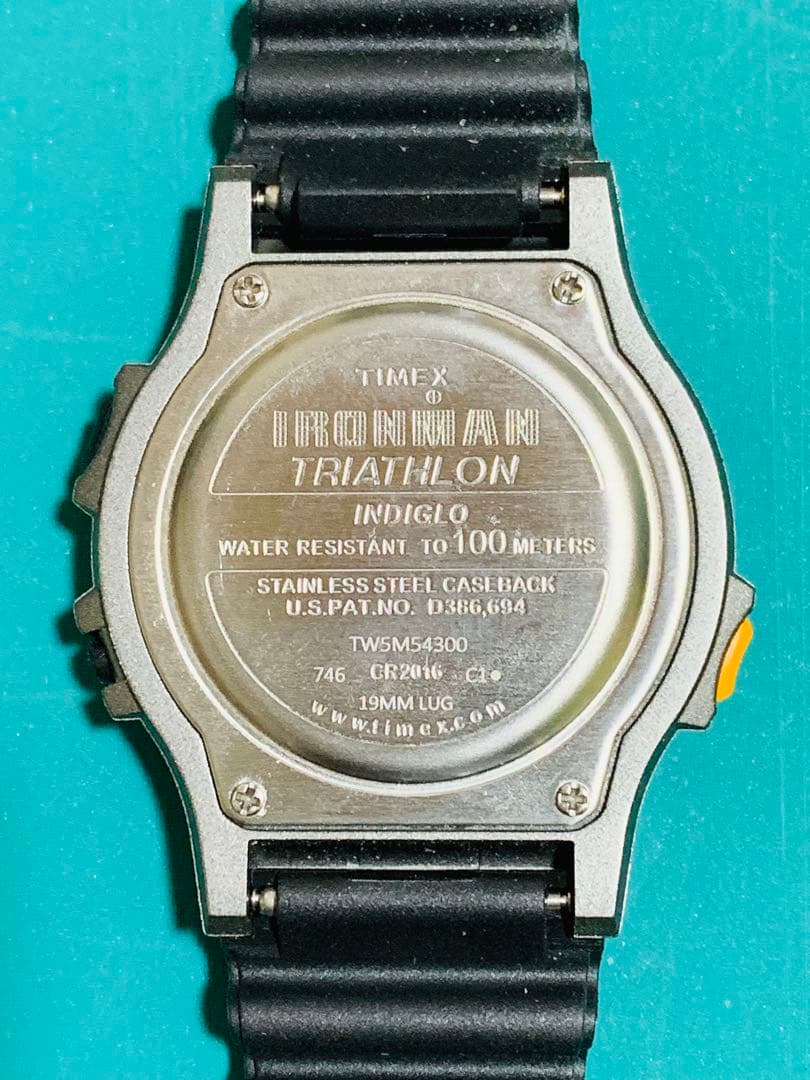 TIMEX
IRONMAN
TRIATHLON
INDIGLO
WATER RESISTANT TO 100 METERS
STAINLESS STEEL CASEBACK
U.S.PAT.NO. D386,694
TW5M54300
746 CR2016 C1
19MM LUG
www.timex.com